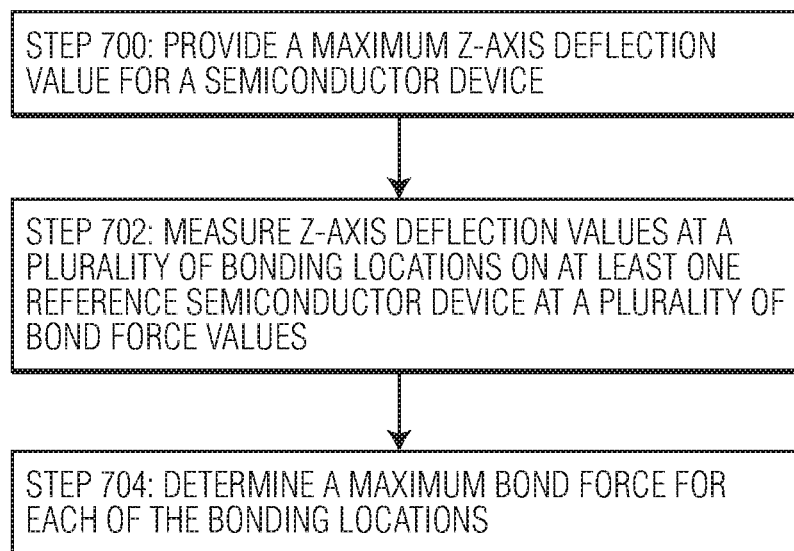 STEP 700: PROVIDE A MAXIMUM Z-AXIS DEFLECTION
VALUE FOR A SEMICONDUCTOR DEVICE
STEP 702: MEASURE Z-AXIS DEFLECTION VALUES AT A
PLURALITY OF BONDING LOCATIONS ON AT LEAST ONE
REFERENCE SEMICONDUCTOR DEVICE AT A PLURALITY OF
BOND FORCE VALUES
STEP 704: DETERMINE A MAXIMUM BOND FORCE FOR
EACH OF THE BONDING LOCATIONS